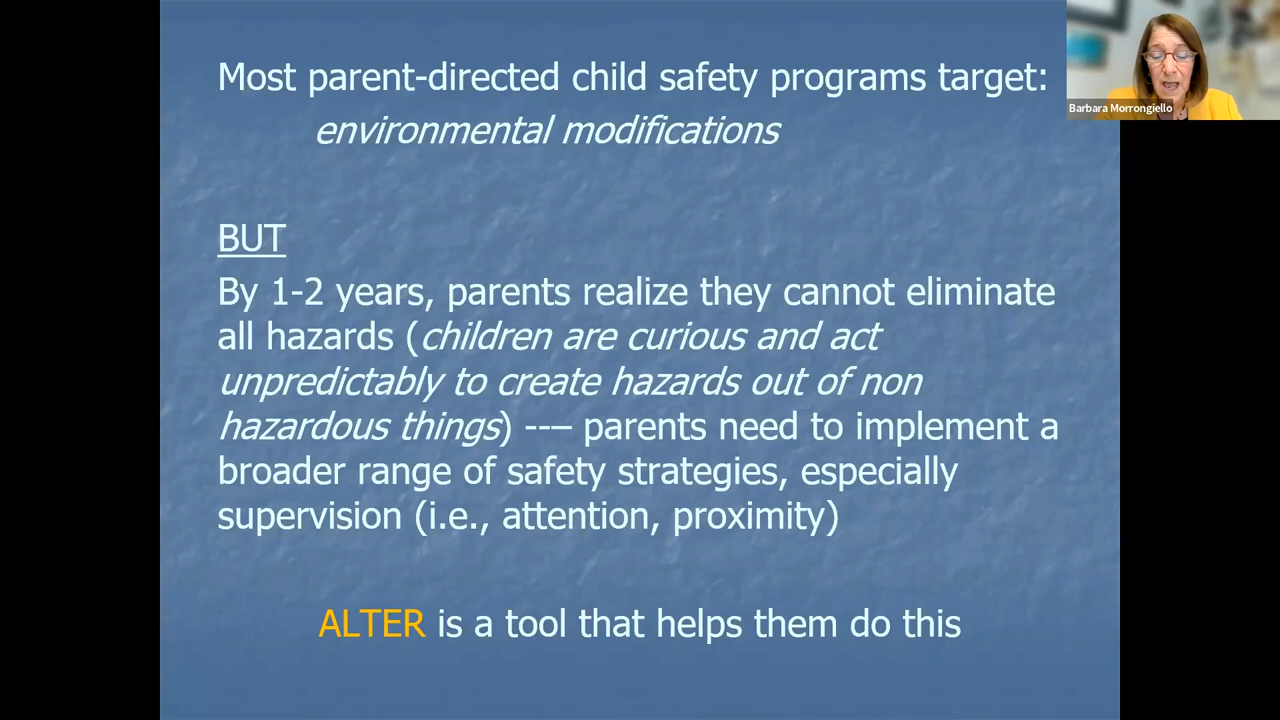 Most parent-directed child safety programs target:
environmental modifications
BUT
By 1-2 years, parents realize they cannot eliminate
all hazards (children are curious and act
unpredictably to create hazards out of non
hazardous things) --– parents need to implement a
broader range of safety strategies, especially
supervision (i.e., attention, proximity)
ALTER is a tool that helps them do this
Barbara Morrongiello